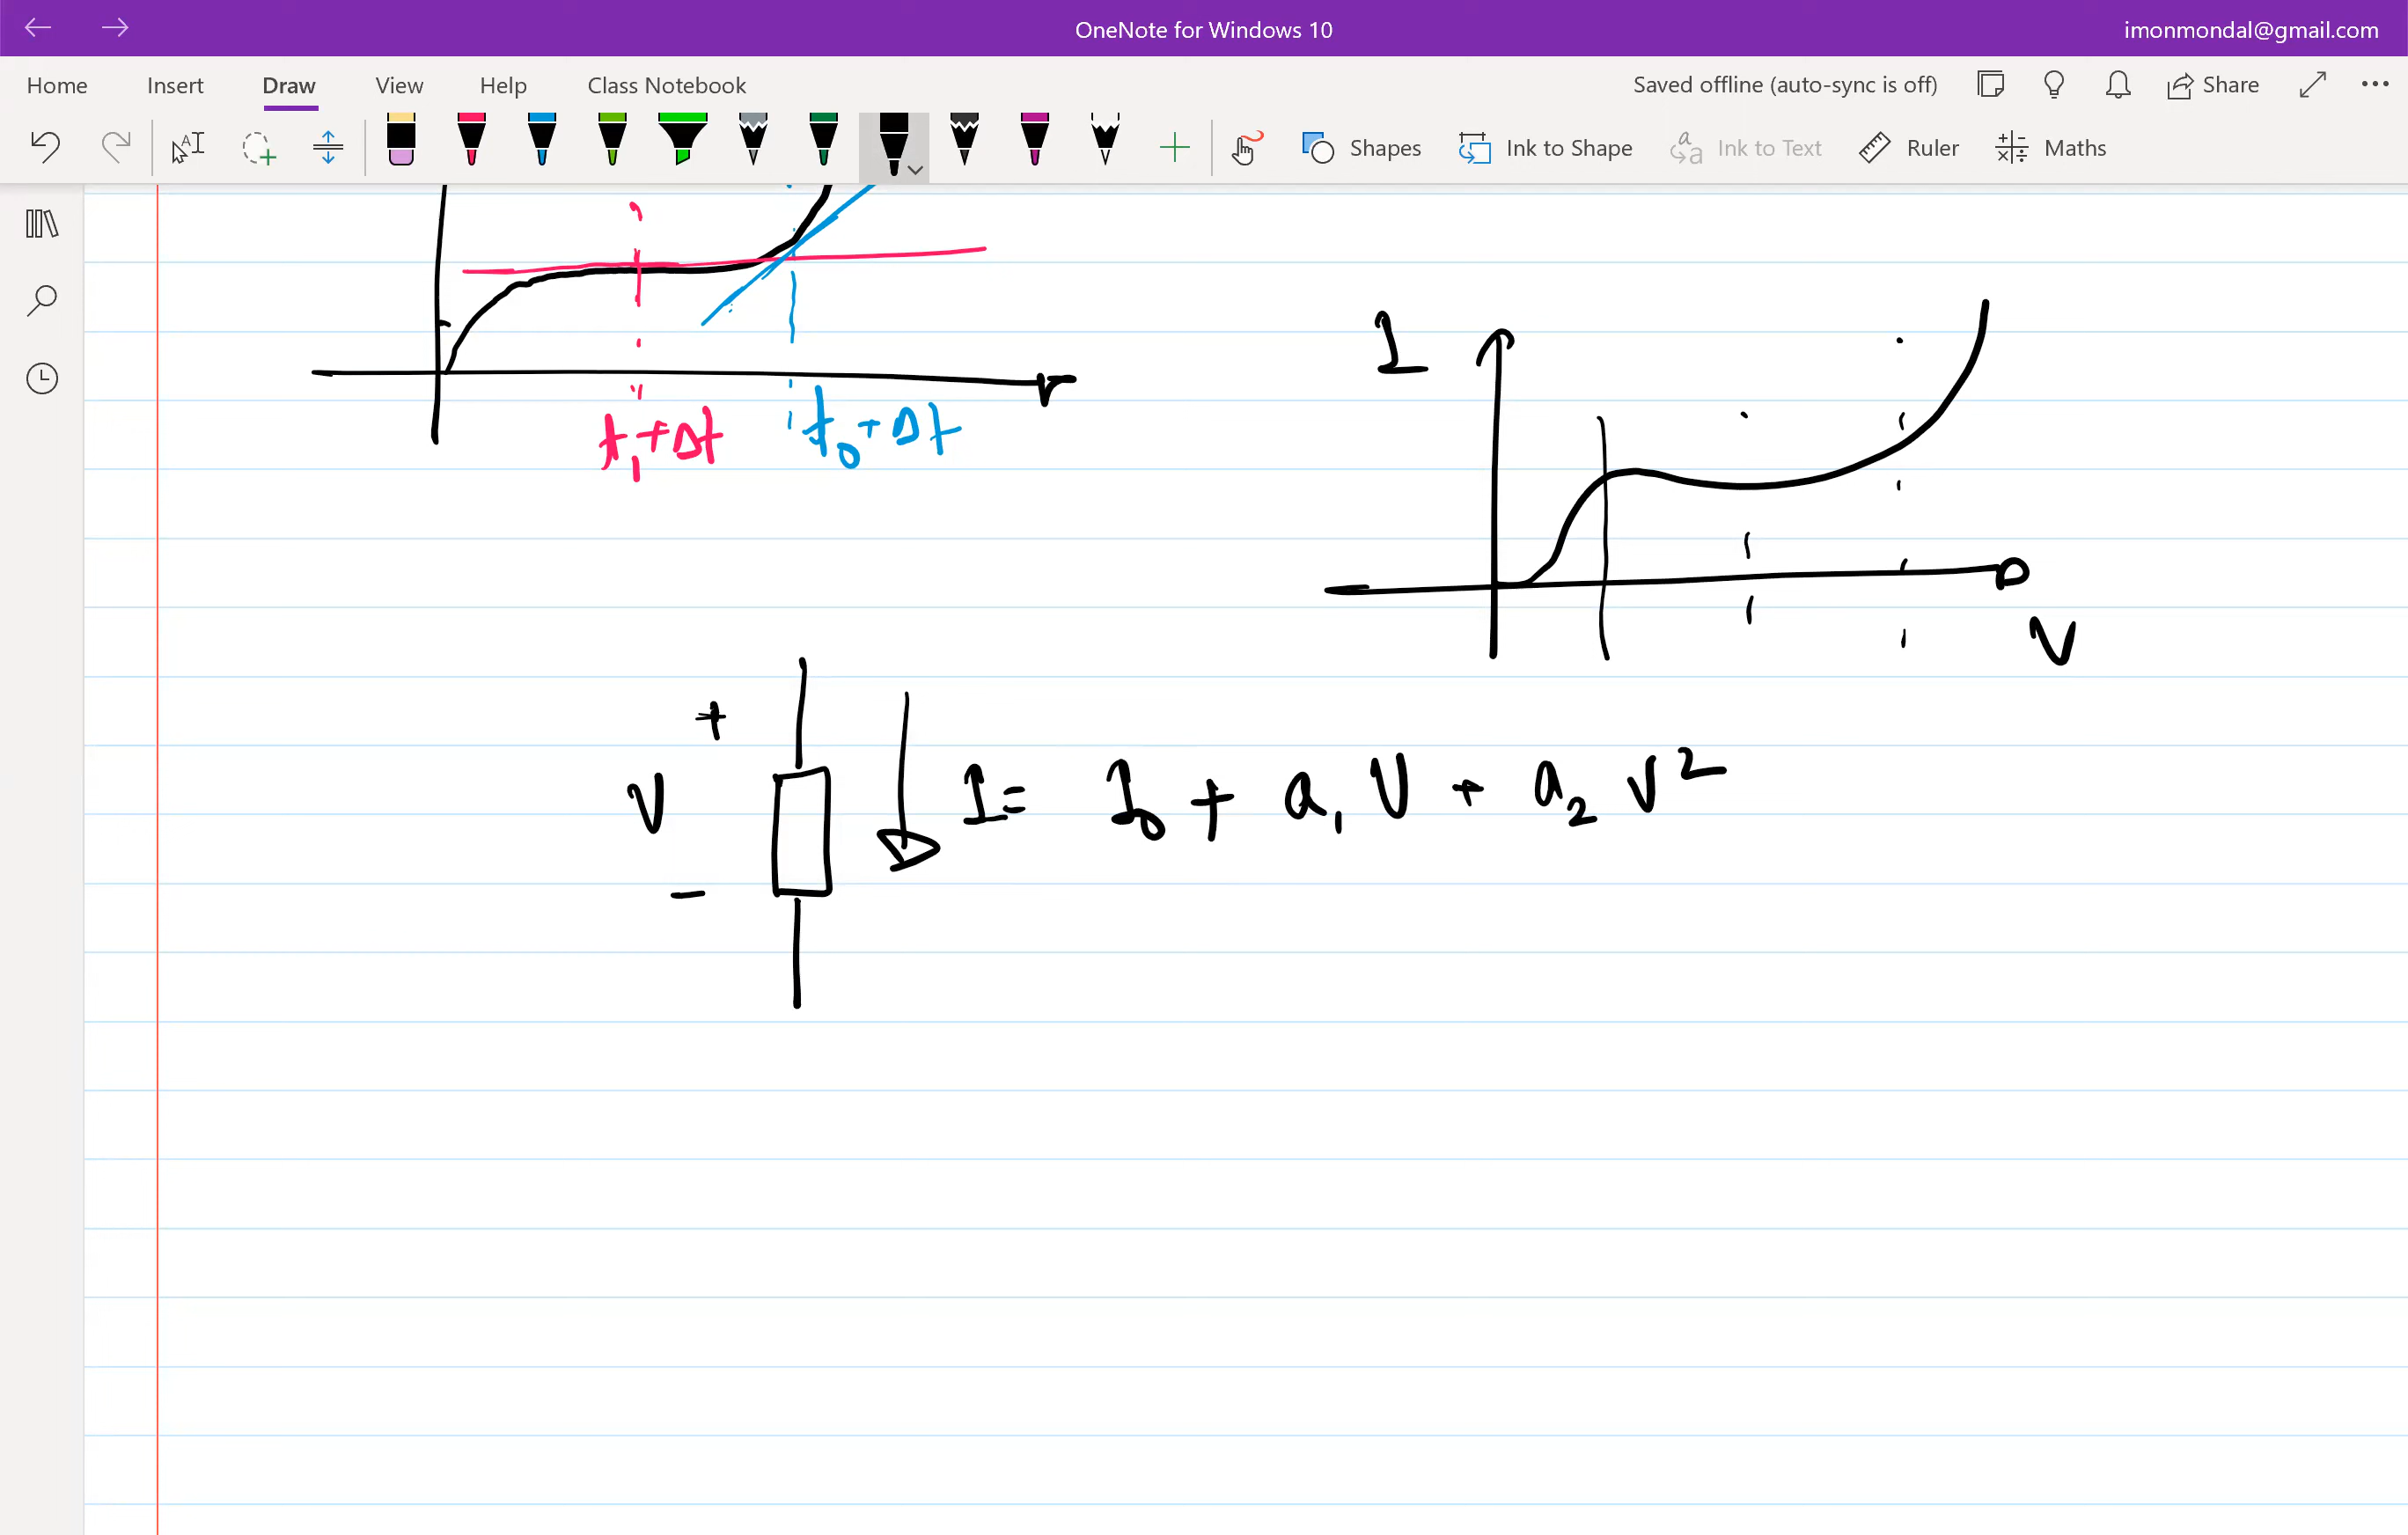 OneNote for Windows 10
imonmondal@gmail.com
Home Insert Draw View Help Class Notebook
Saved offline (auto-sync is off)
Share
Shapes
Ink to Shape
Ink to Text
Ruler
Maths
t₁+Δt
t₀+Δt
I
V
+
V
I= I₀ + a₁V + a₂V²
−